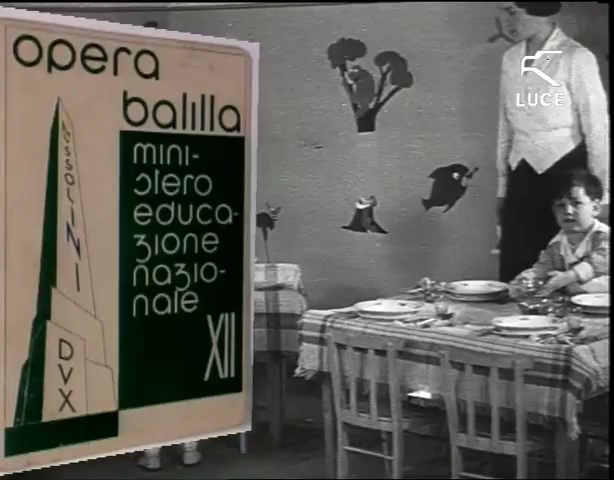 opera
balilla
mini-
stero
educa-
zione
nazio-
nale
XII
MUSSOLINI
DVX
LUCE